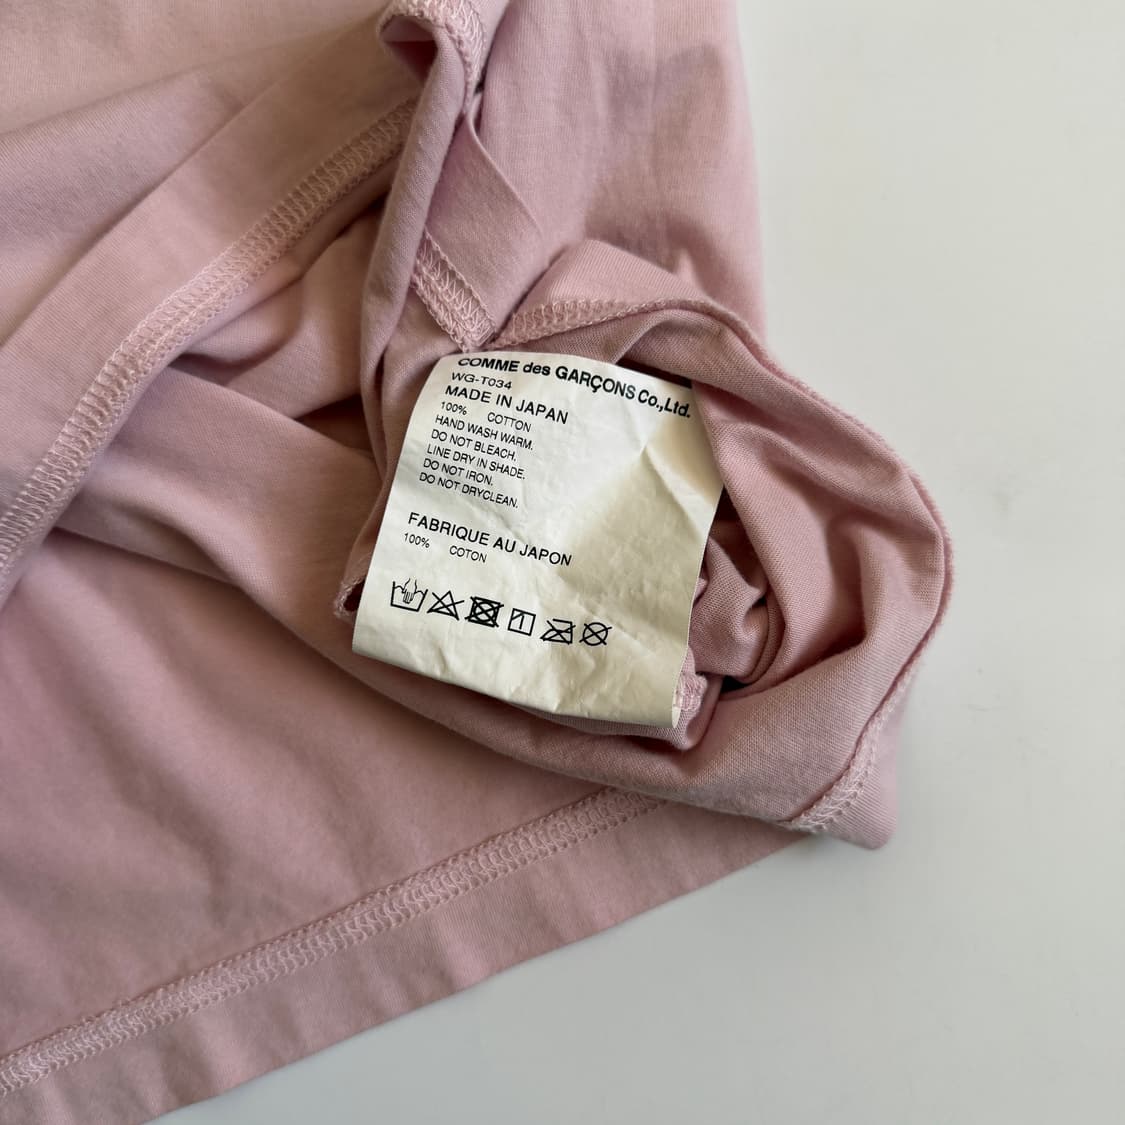 COMME des GARÇONS Co.,Ltd.
WG-T034
MADE IN JAPAN
100% COTTON
HAND WASH WARM.
DO NOT BLEACH.
LINE DRY IN SHADE.
DO NOT IRON.
DO NOT DRYCLEAN.
FABRIQUE AU JAPON
100% COTON